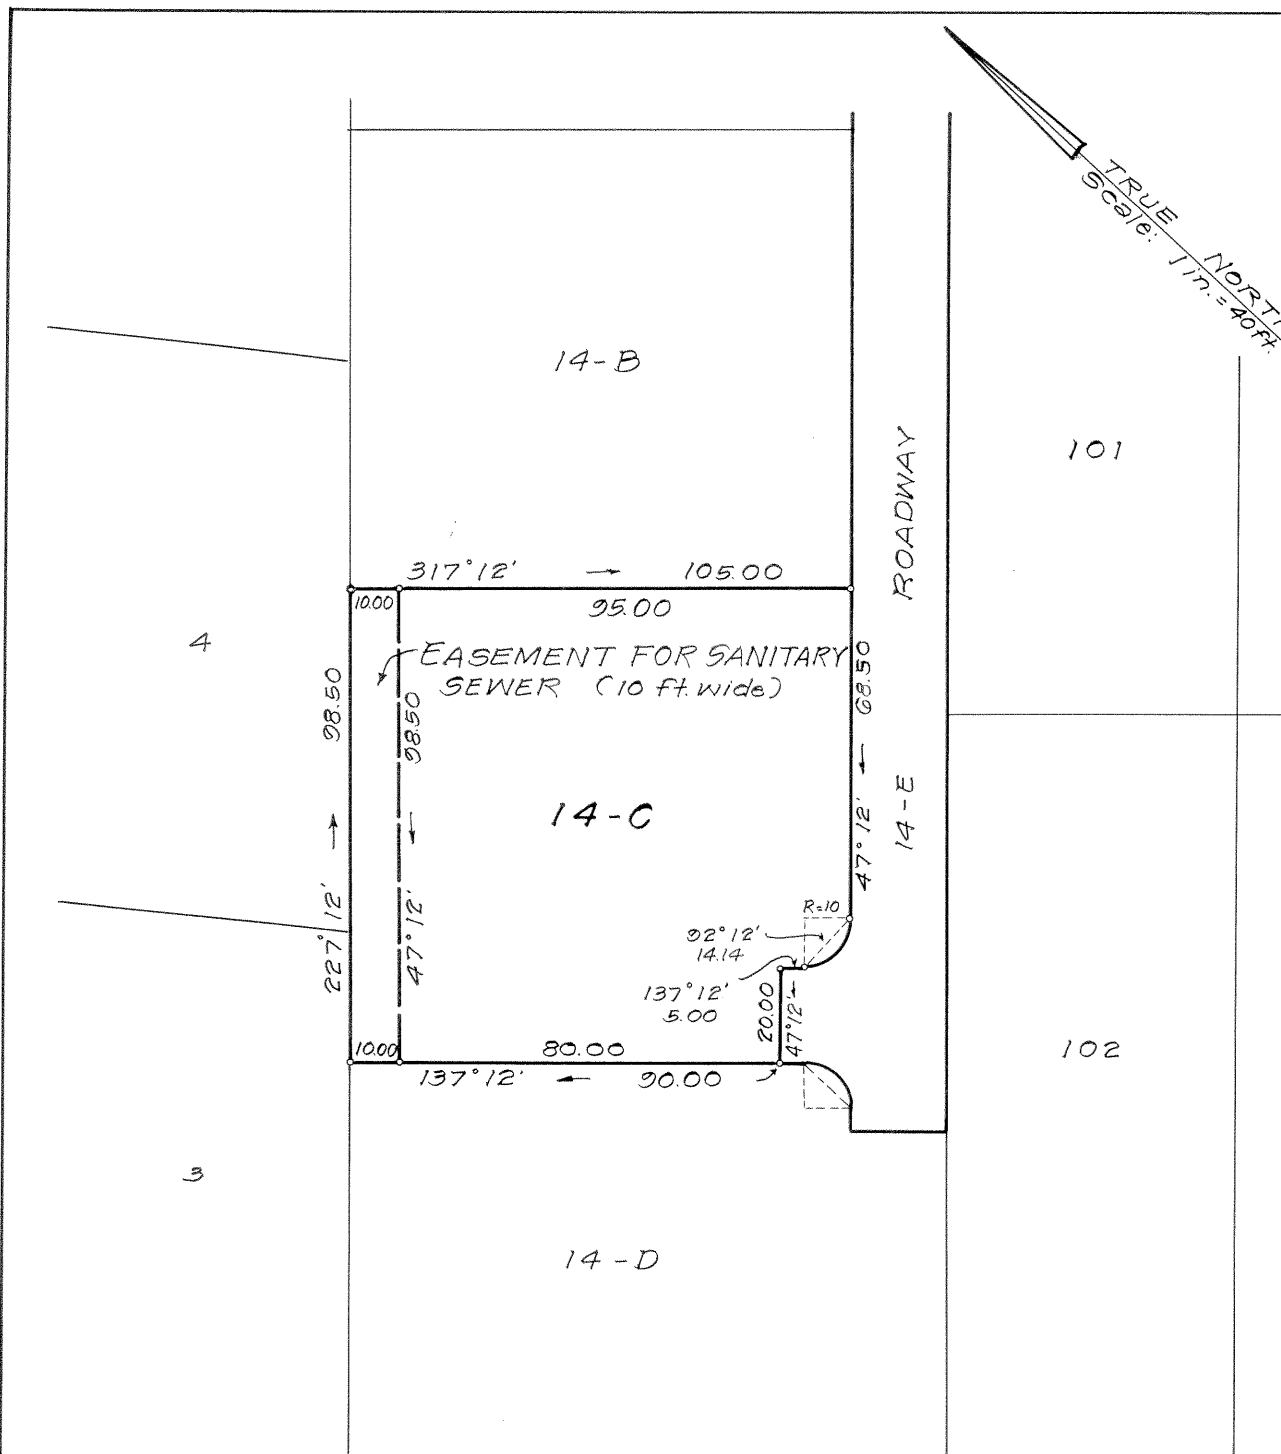 TRUE NORTH
Scale: 1 in. = 40 ft.
14-B
101
ROADWAY
317°12' → 105.00
10.00
95.00
4
EASEMENT FOR SANITARY
SEWER (10 ft. wide)
98.50
98.50
68.50
14-C
14-E
47°12'
R=10
92°12'
14.14
227°12'
47°12'
137°12'
5.00
20.00
47°12'
10.00
80.00
102
137°12' ← 90.00
3
14-D